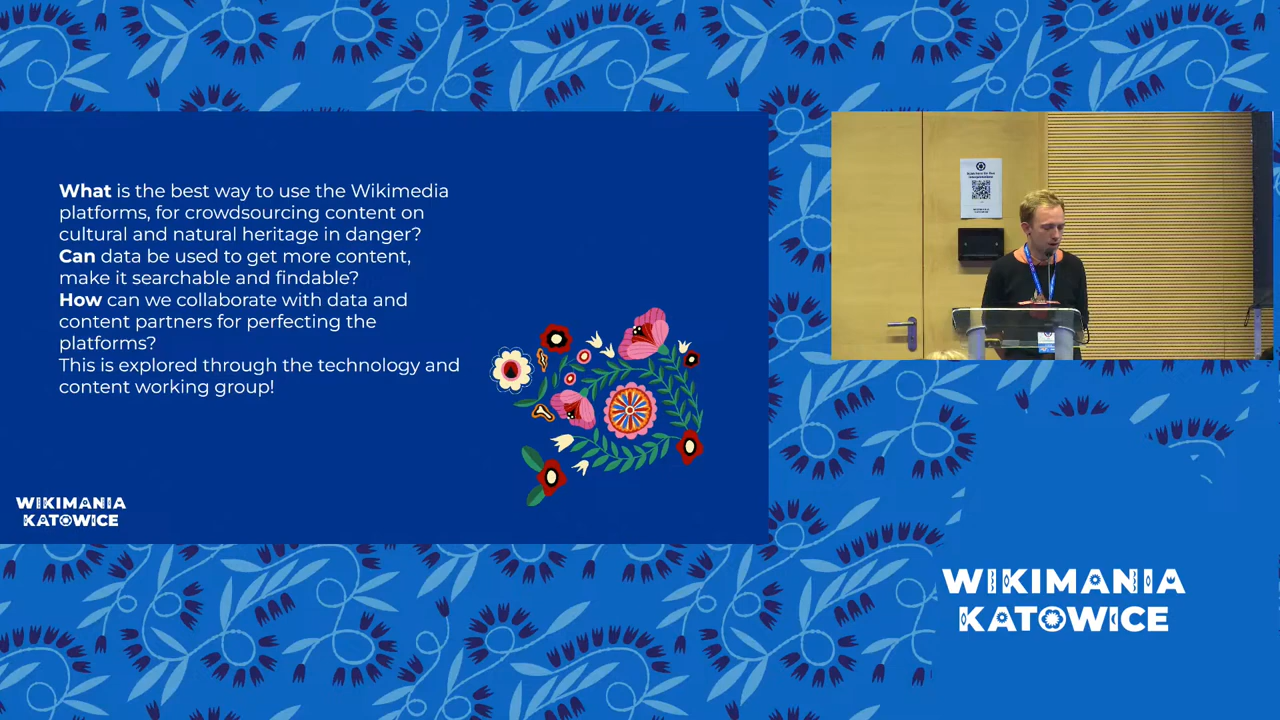 What is the best way to use the Wikimedia
platforms, for crowdsourcing content on
cultural and natural heritage in danger?
Can data be used to get more content,
make it searchable and findable?
How can we collaborate with data and
content partners for perfecting the
platforms?
This is explored through the technology and
content working group!
WIKIMANIA
KATOWICE
WIKIMANIA
KATOWICE